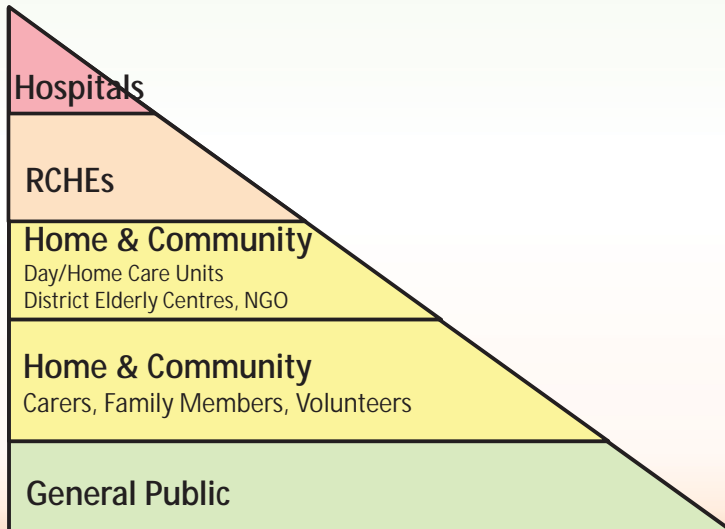 Hospitals
RCHEs
Home & Community
Day/Home Care Units
District Elderly Centres, NGO
Home & Community
Carers, Family Members, Volunteers
General Public